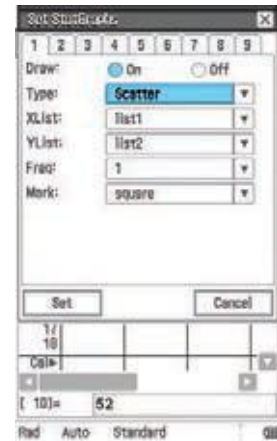 Set StatGraphs
1 2 3 4 5 6 7 8 9
Draw: On Off
Type: Scatter
XList: list1
YList: list2
Freq: 1
Mark: square
Set Cancel
17
18
Cal▶
[ 10]= 52
Rad Auto Standard